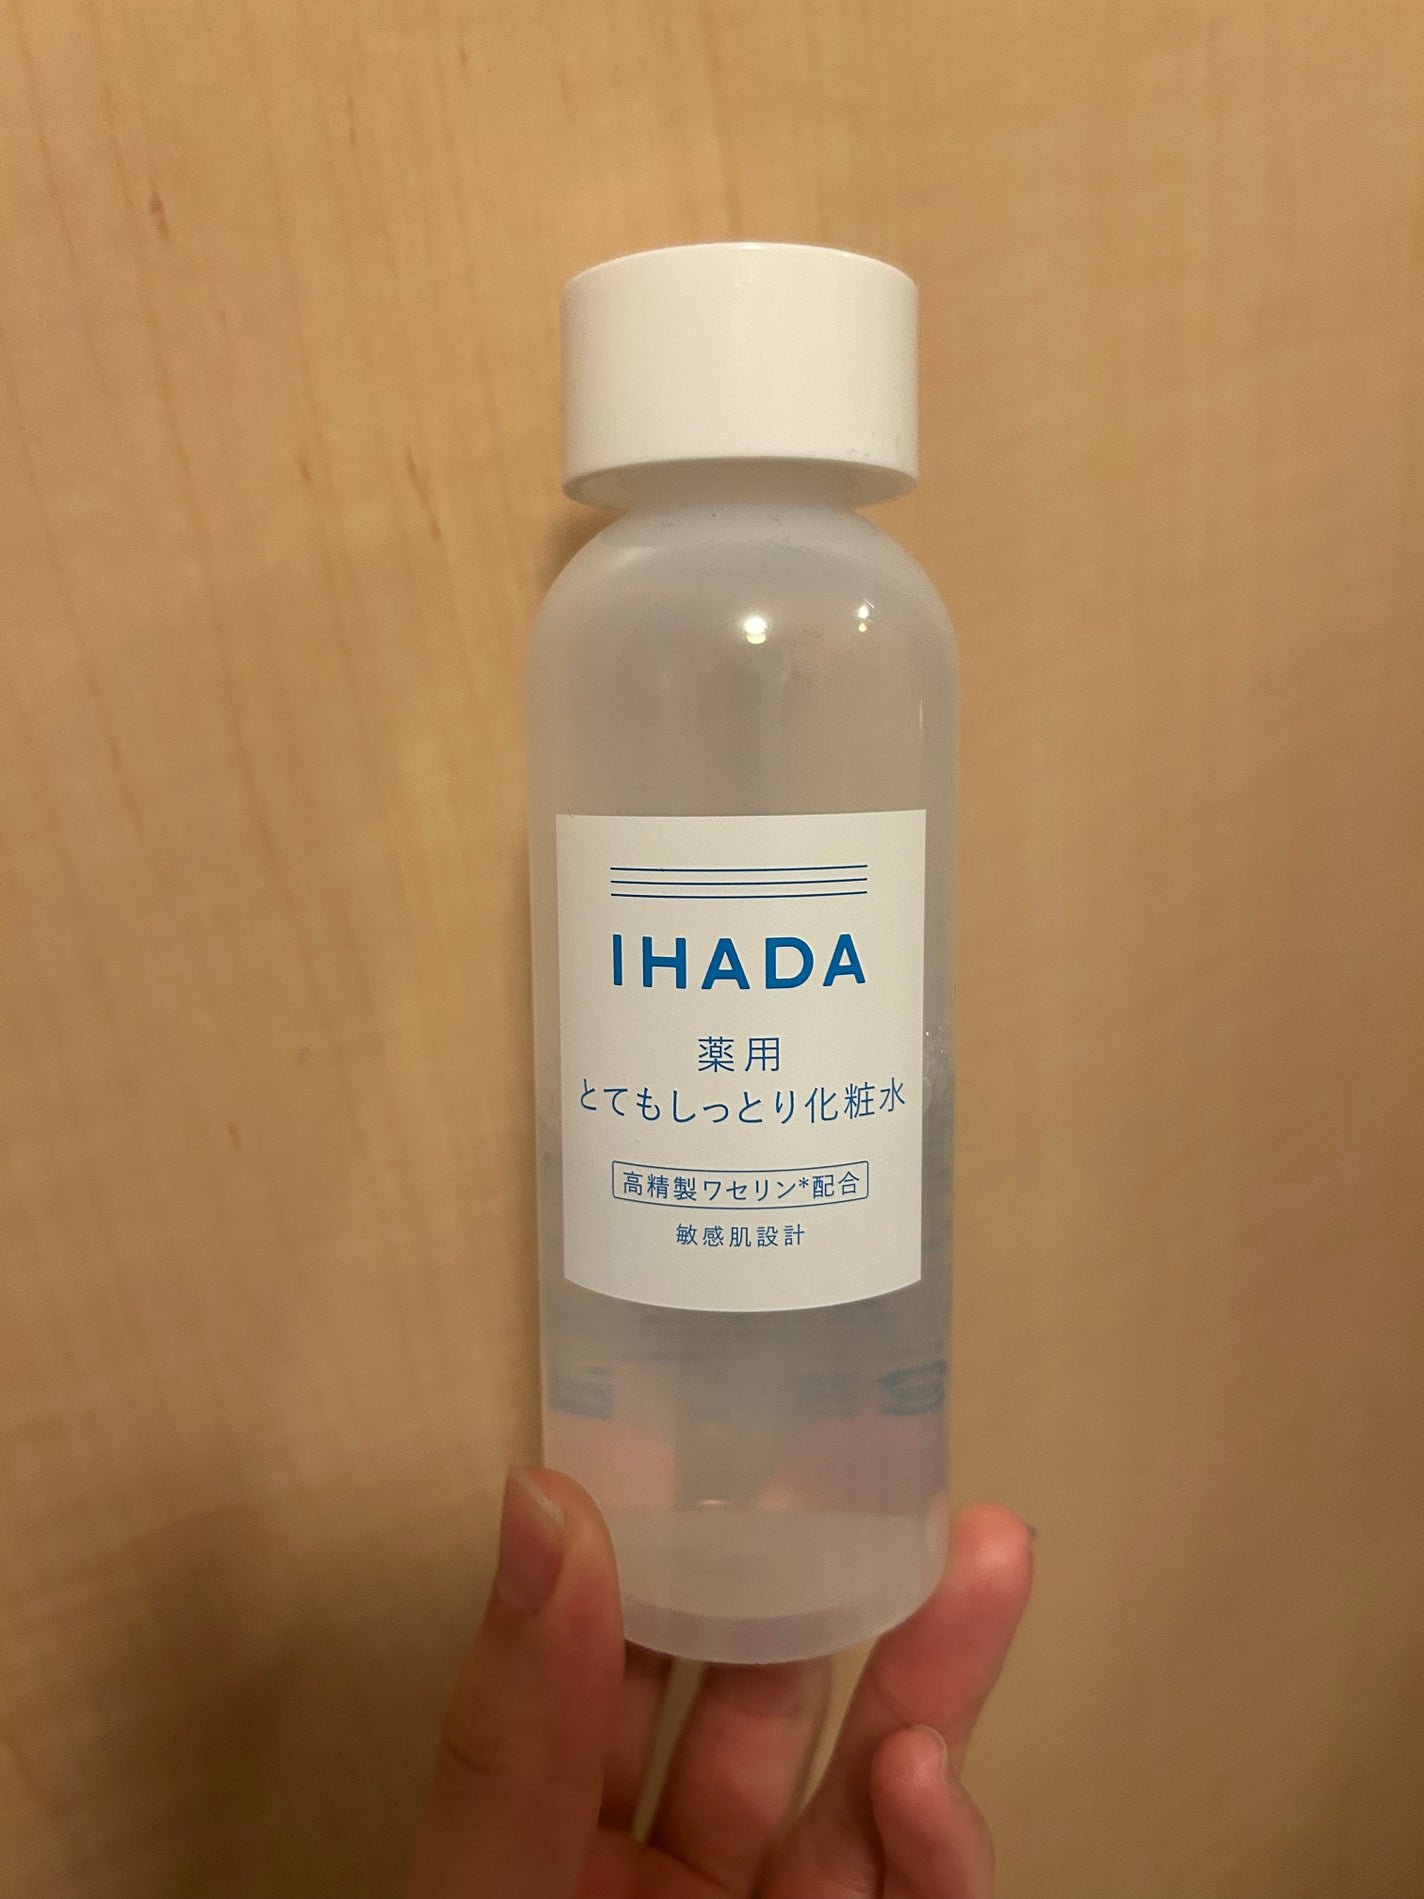 IHADA
薬用
とてもしっとり化粧水
高精製ワセリン*配合
敏感肌設計